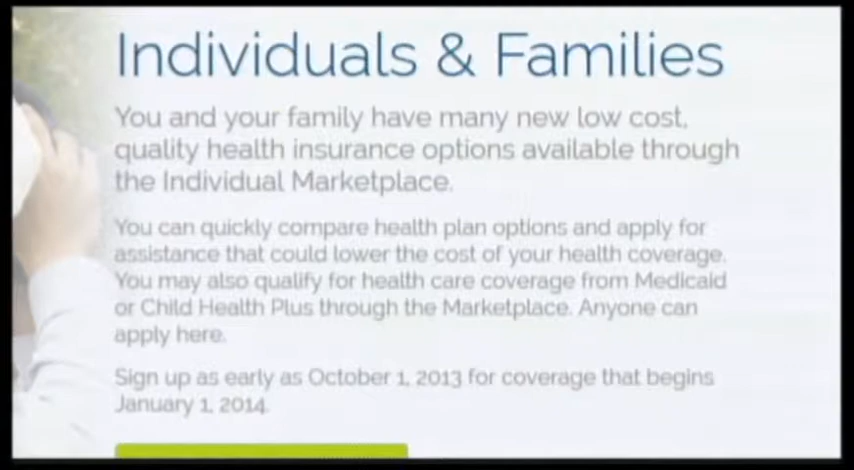 Individuals & Families
You and your family have many new low cost,
quality health insurance options available through
the Individual Marketplace.
You can quickly compare health plan options and apply for
assistance that could lower the cost of your health coverage.
You may also qualify for health care coverage from Medicaid
or Child Health Plus through the Marketplace. Anyone can
apply here.
Sign up as early as October 1, 2013 for coverage that begins
January 1, 2014.